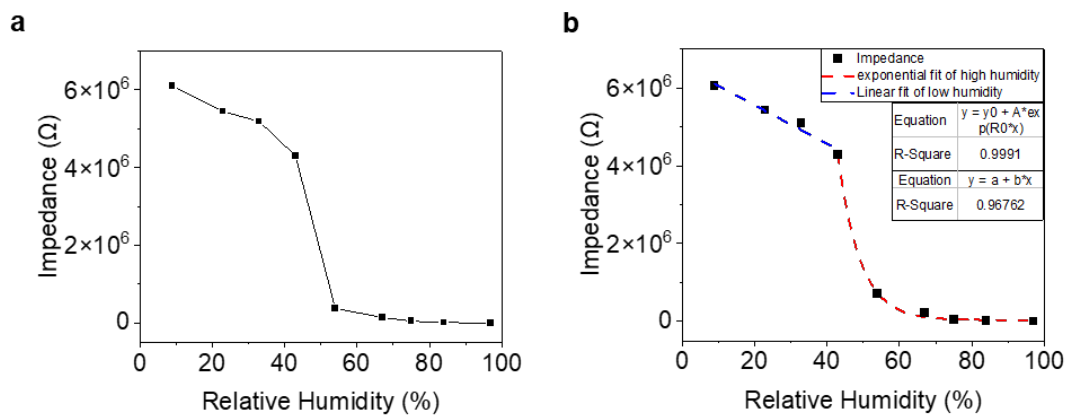 a
6×10⁶
4×10⁶
2×10⁶
0
Impedance (Ω)
0 20 40 60 80 100
Relative Humidity (%)
b
6×10⁶
4×10⁶
2×10⁶
0
Impedance (Ω)
0 20 40 60 80 100
Relative Humidity (%)
Impedance
exponential fit of high humidity
Linear fit of low humidity
Equation y = y0 + A*ex
p(R0*x)
R-Square 0.9991
Equation y = a + b*x
R-Square 0.96762